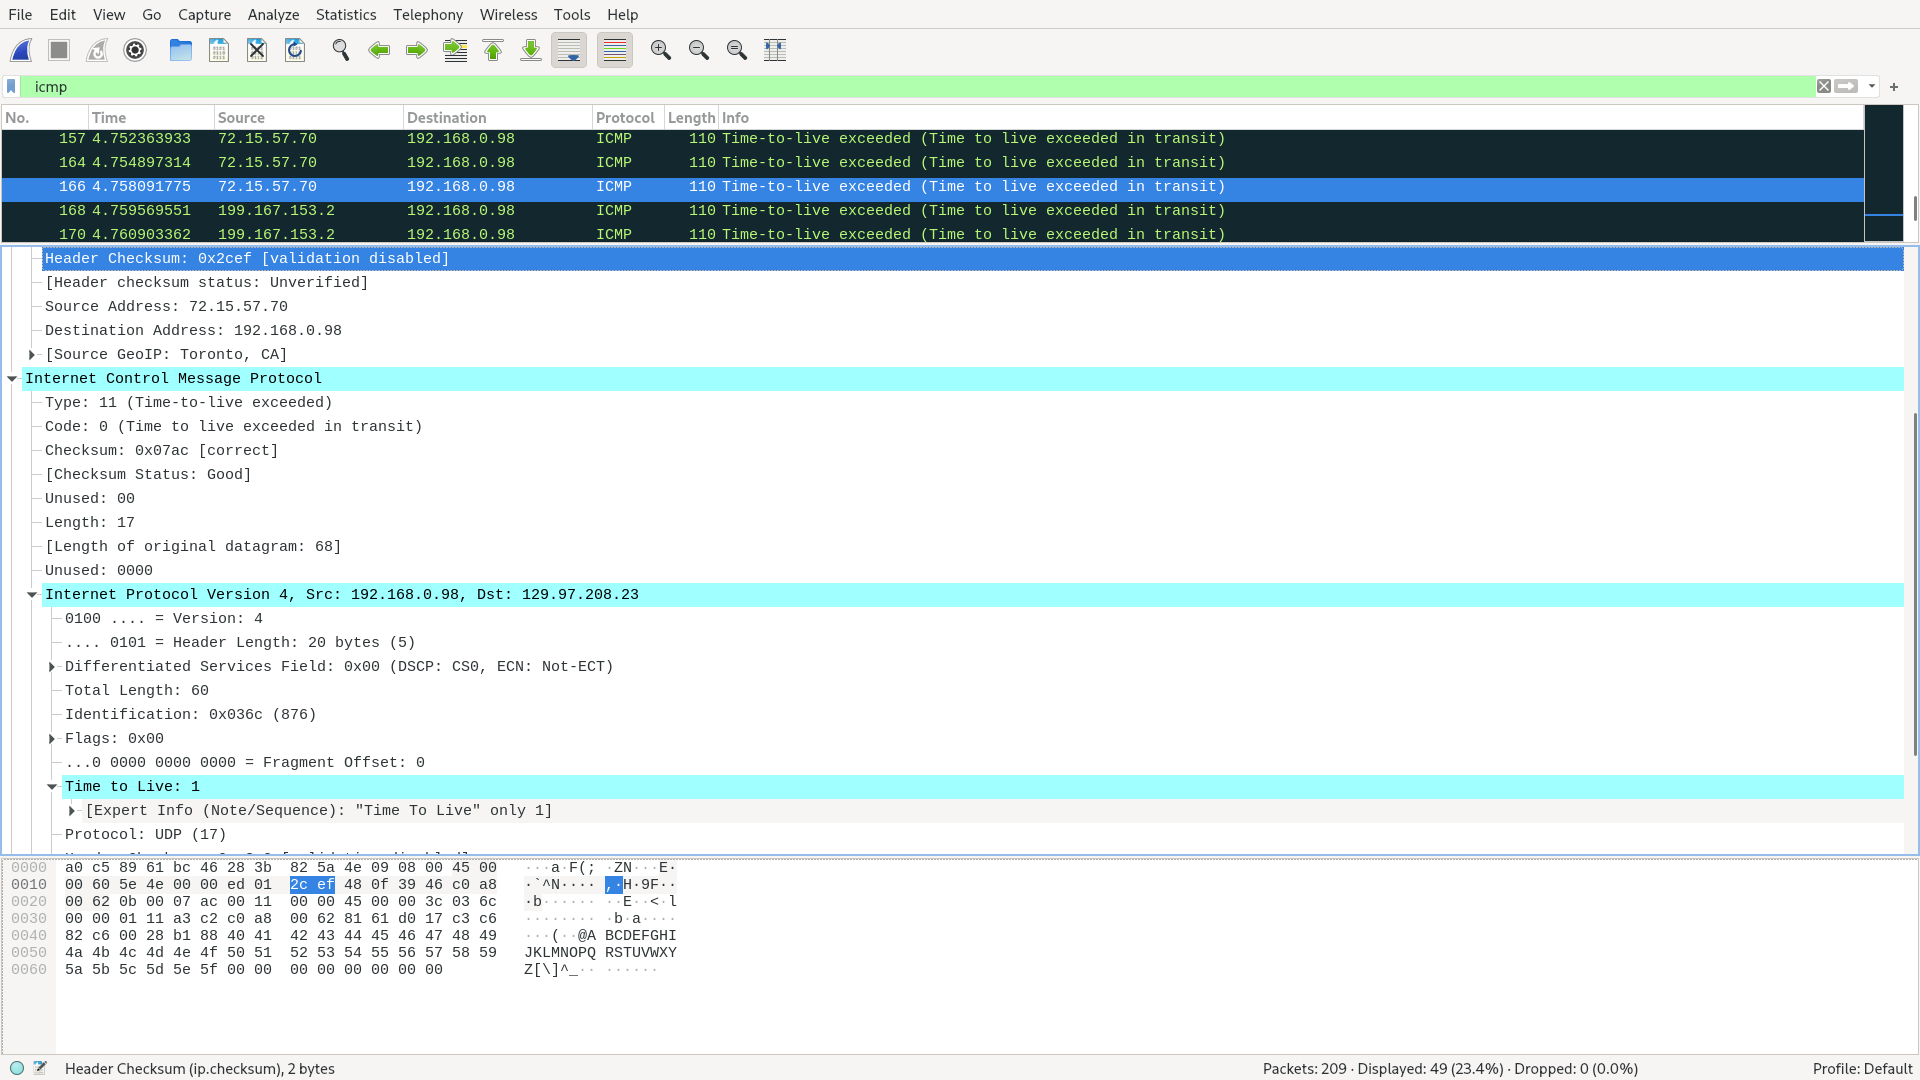 File Edit View Go Capture Analyze Statistics Telephony Wireless Tools Help
icmp
No. Time Source Destination Protocol Length Info
157 4.752363933 72.15.57.70 192.168.0.98 ICMP 110 Time-to-live exceeded (Time to live exceeded in transit)
164 4.754897314 72.15.57.70 192.168.0.98 ICMP 110 Time-to-live exceeded (Time to live exceeded in transit)
166 4.758091775 72.15.57.70 192.168.0.98 ICMP 110 Time-to-live exceeded (Time to live exceeded in transit)
168 4.759569551 199.167.153.2 192.168.0.98 ICMP 110 Time-to-live exceeded (Time to live exceeded in transit)
170 4.760903362 199.167.153.2 192.168.0.98 ICMP 110 Time-to-live exceeded (Time to live exceeded in transit)
Header Checksum: 0x2cef [validation disabled]
[Header checksum status: Unverified]
Source Address: 72.15.57.70
Destination Address: 192.168.0.98
[Source GeoIP: Toronto, CA]
Internet Control Message Protocol
Type: 11 (Time-to-live exceeded)
Code: 0 (Time to live exceeded in transit)
Checksum: 0x07ac [correct]
[Checksum Status: Good]
Unused: 00
Length: 17
[Length of original datagram: 68]
Unused: 0000
Internet Protocol Version 4, Src: 192.168.0.98, Dst: 129.97.208.23
0100 .... = Version: 4
.... 0101 = Header Length: 20 bytes (5)
Differentiated Services Field: 0x00 (DSCP: CS0, ECN: Not-ECT)
Total Length: 60
Identification: 0x036c (876)
Flags: 0x00
...0 0000 0000 0000 = Fragment Offset: 0
Time to Live: 1
[Expert Info (Note/Sequence): "Time To Live" only 1]
Protocol: UDP (17)
0000 a0 c5 89 61 bc 46 28 3b 82 5a 4e 09 08 00 45 00 ···a·F(; ·ZN···E·
0010 00 60 5e 4e 00 00 ed 01 2c ef 48 0f 39 46 c0 a8 ·`^N···· ,·H·9F··
0020 00 62 0b 00 07 ac 00 11 00 00 45 00 00 3c 03 6c ·b······ ··E··<·l
0030 00 00 01 11 a3 c2 c0 a8 00 62 81 61 d0 17 c3 c6 ········ ·b·a····
0040 82 c6 00 28 b1 88 40 41 42 43 44 45 46 47 48 49 ···(··@A BCDEFGHI
0050 4a 4b 4c 4d 4e 4f 50 51 52 53 54 55 56 57 58 59 JKLMNOPQ RSTUVWXY
0060 5a 5b 5c 5d 5e 5f 00 00 00 00 00 00 00 00 Z[\]^_·· ······
Header Checksum (ip.checksum), 2 bytes
Packets: 209 · Displayed: 49 (23.4%) · Dropped: 0 (0.0%)
Profile: Default